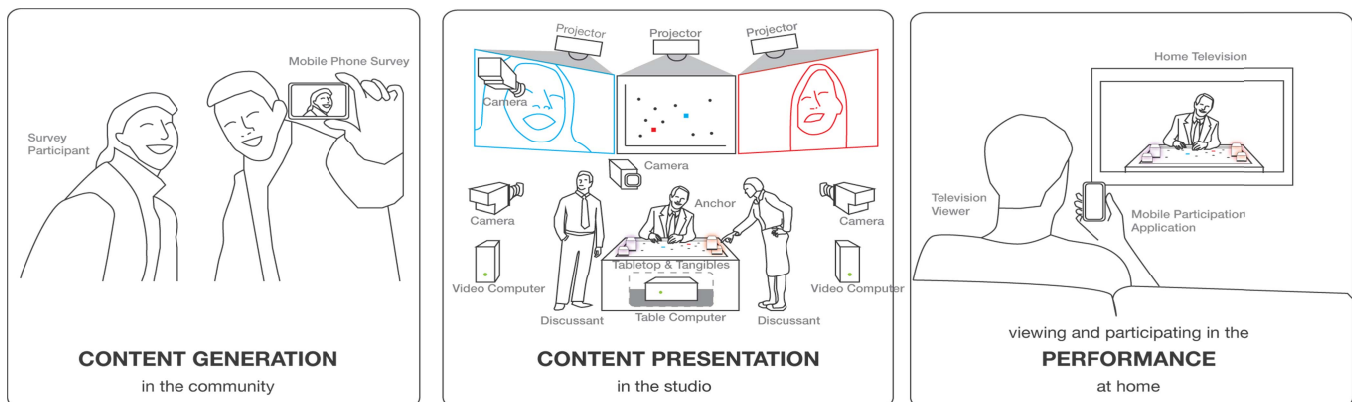 Mobile Phone Survey
Survey
Participant
CONTENT GENERATION
in the community
Projector
Projector
Projector
Camera
Camera
Camera
Anchor
Camera
Tabletop & Tangibles
Video Computer
Video Computer
Discussant
Table Computer
Discussant
CONTENT PRESENTATION
in the studio
Home Television
Television
Viewer
Mobile Participation
Application
viewing and participating in the
PERFORMANCE
at home